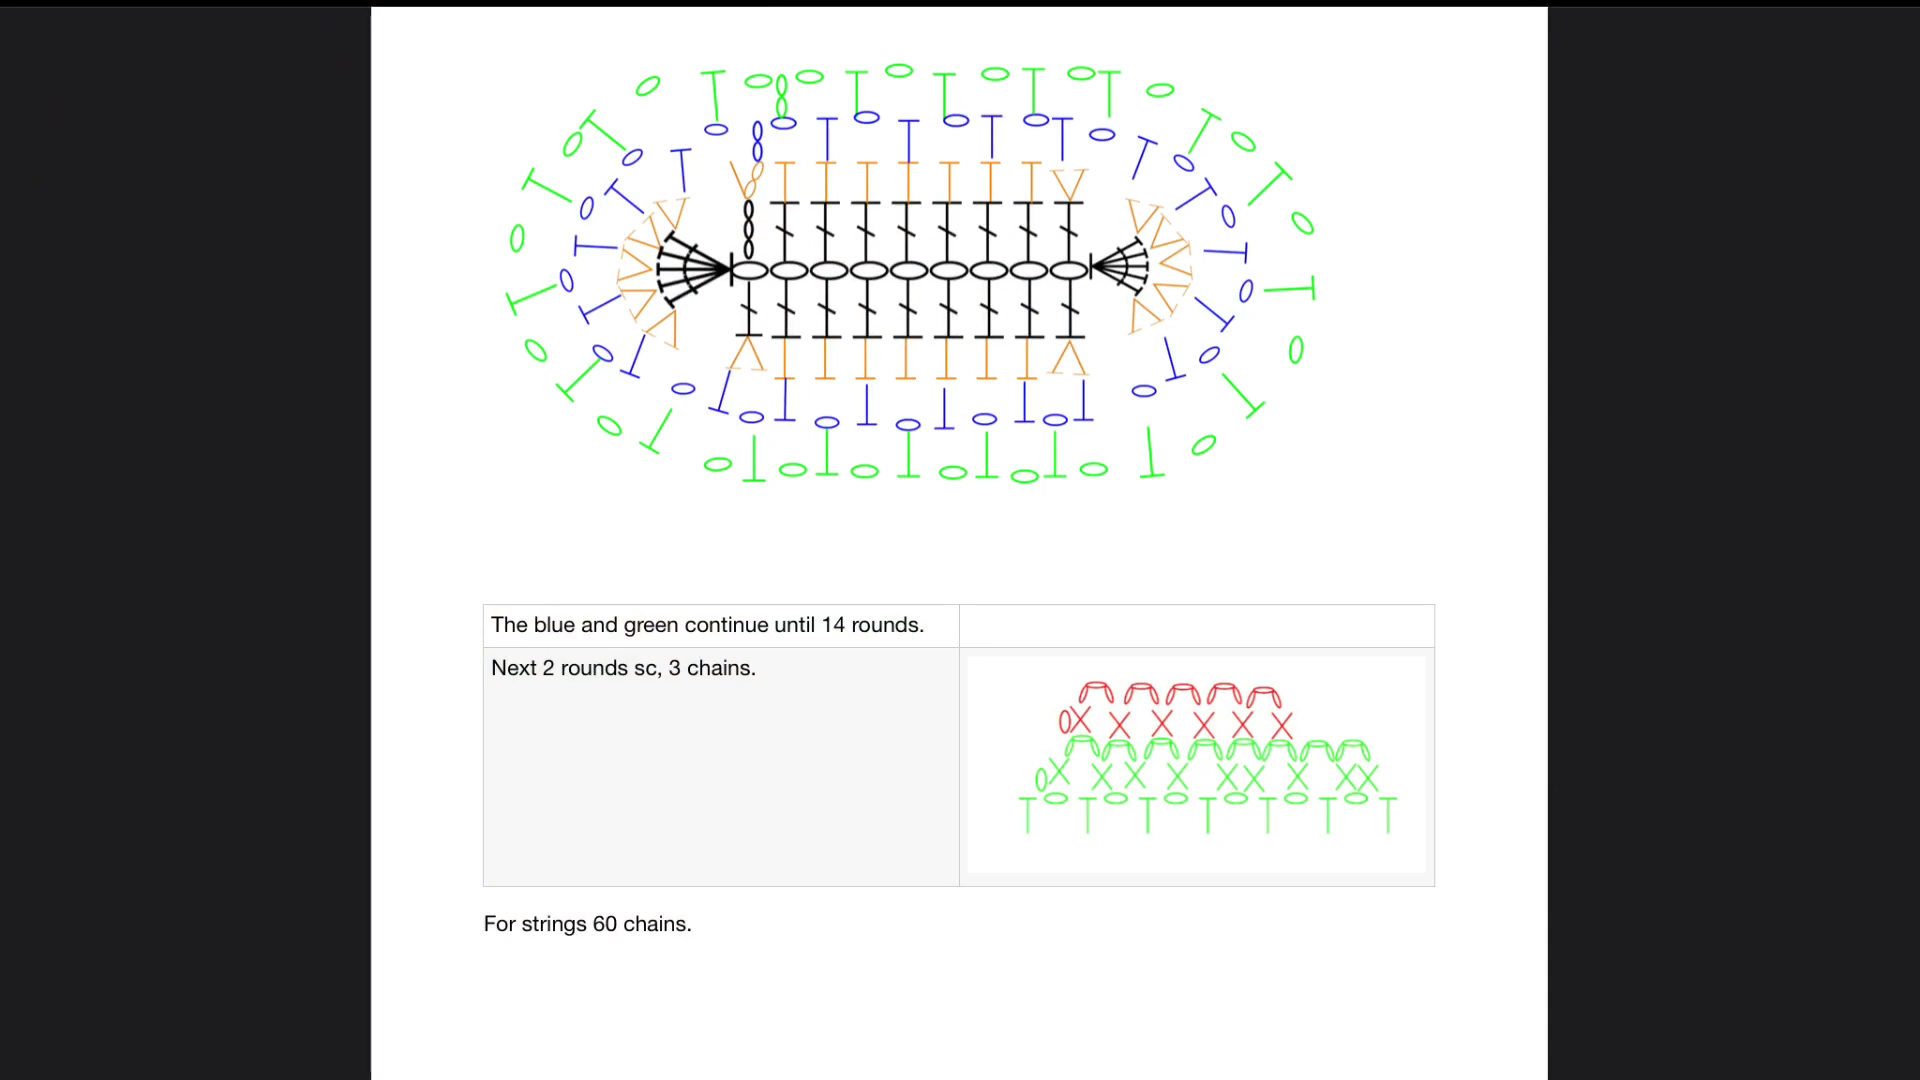 The blue and green continue until 14 rounds.
Next 2 rounds sc, 3 chains.
For strings 60 chains.